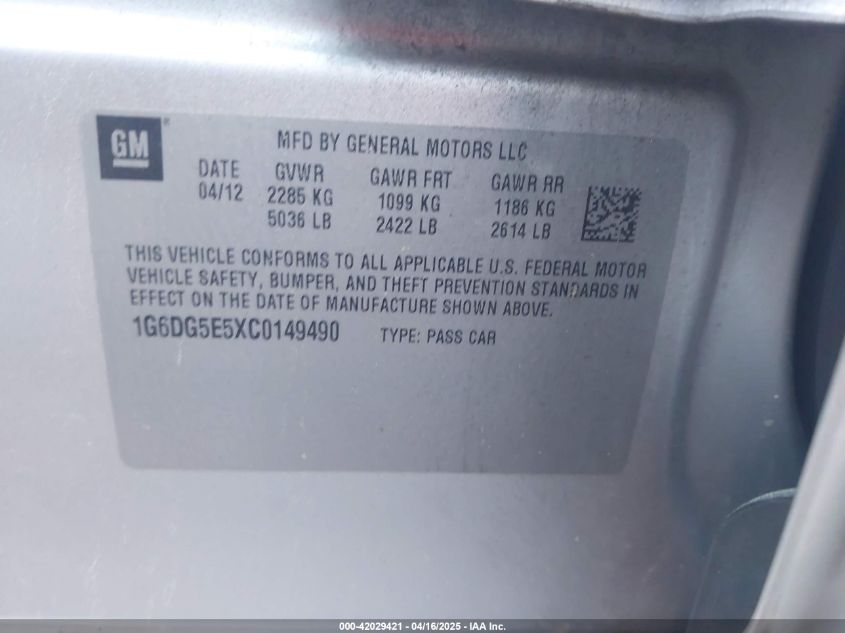 GM®
MFD BY GENERAL MOTORS LLC
DATE GVWR GAWR FRT GAWR RR
04/12 2285 KG 1099 KG 1186 KG
5036 LB 2422 LB 2614 LB
THIS VEHICLE CONFORMS TO ALL APPLICABLE U.S. FEDERAL MOTOR
VEHICLE SAFETY, BUMPER, AND THEFT PREVENTION STANDARDS IN
EFFECT ON THE DATE OF MANUFACTURE SHOWN ABOVE.
1G6DG5E5XC0149490 TYPE: PASS CAR
000-42029421 - 04/16/2025 - IAA Inc.